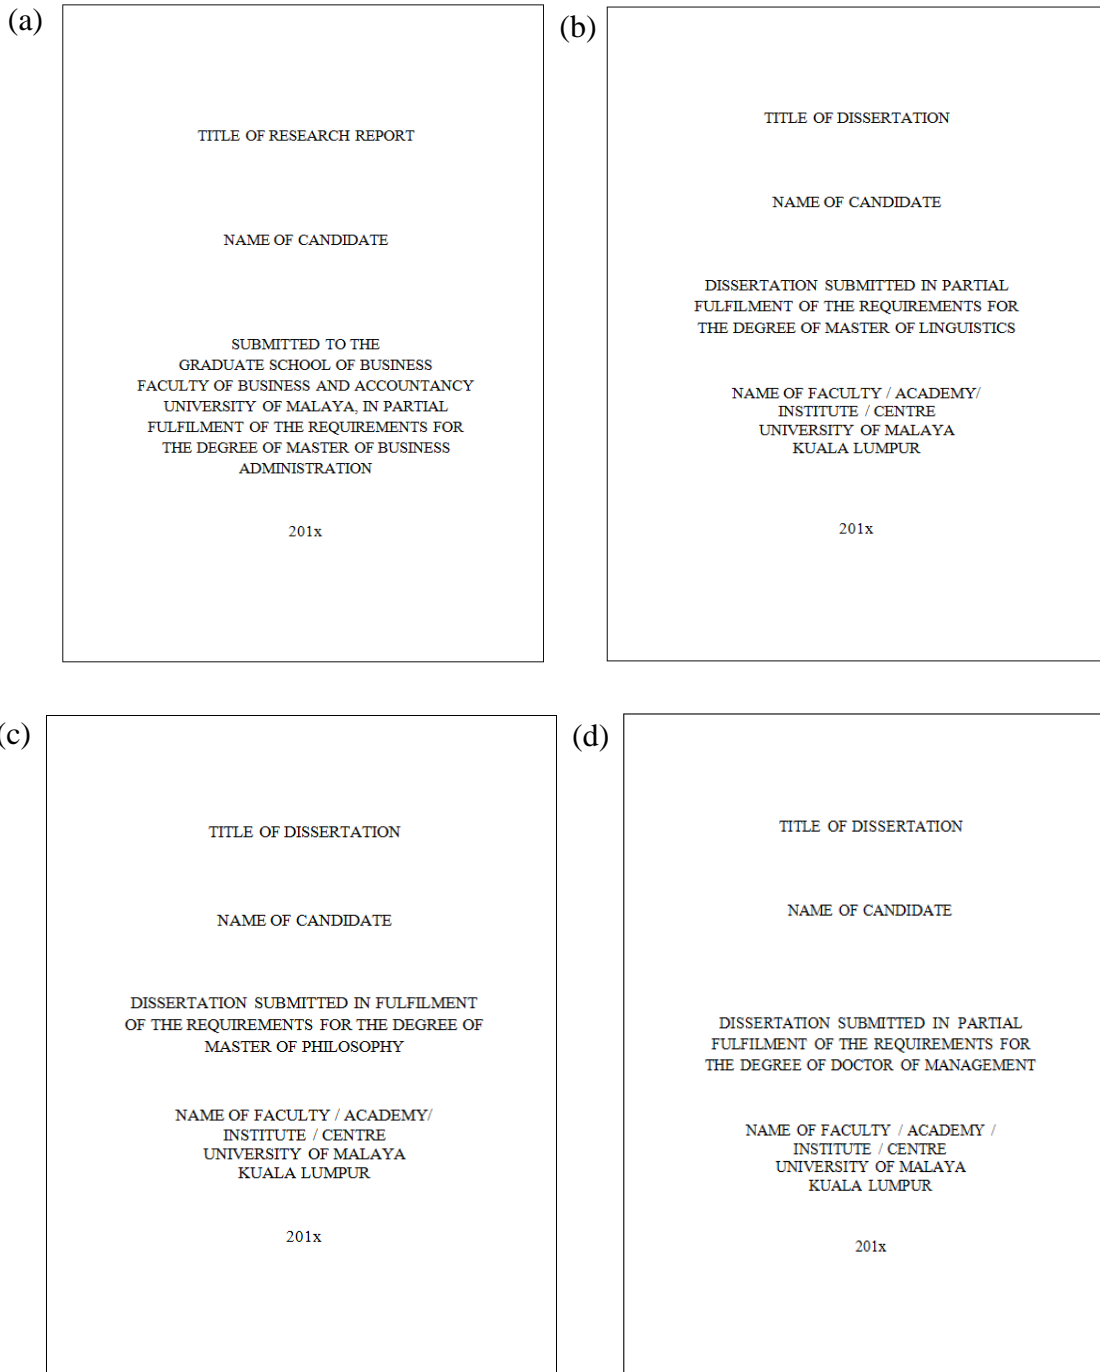 (a)
TITLE OF RESEARCH REPORT
NAME OF CANDIDATE
SUBMITTED TO THE
GRADUATE SCHOOL OF BUSINESS
FACULTY OF BUSINESS AND ACCOUNTANCY
UNIVERSITY OF MALAYA, IN PARTIAL
FULFILMENT OF THE REQUIREMENTS FOR
THE DEGREE OF MASTER OF BUSINESS
ADMINISTRATION
201x
(b)
TITLE OF DISSERTATION
NAME OF CANDIDATE
DISSERTATION SUBMITTED IN PARTIAL
FULFILMENT OF THE REQUIREMENTS FOR
THE DEGREE OF MASTER OF LINGUISTICS
NAME OF FACULTY / ACADEMY/
INSTITUTE / CENTRE
UNIVERSITY OF MALAYA
KUALA LUMPUR
201x
(c)
TITLE OF DISSERTATION
NAME OF CANDIDATE
DISSERTATION SUBMITTED IN FULFILMENT
OF THE REQUIREMENTS FOR THE DEGREE OF
MASTER OF PHILOSOPHY
NAME OF FACULTY / ACADEMY/
INSTITUTE / CENTRE
UNIVERSITY OF MALAYA
KUALA LUMPUR
201x
(d)
TITLE OF DISSERTATION
NAME OF CANDIDATE
DISSERTATION SUBMITTED IN PARTIAL
FULFILMENT OF THE REQUIREMENTS FOR
THE DEGREE OF DOCTOR OF MANAGEMENT
NAME OF FACULTY / ACADEMY /
INSTITUTE / CENTRE
UNIVERSITY OF MALAYA
KUALA LUMPUR
201x